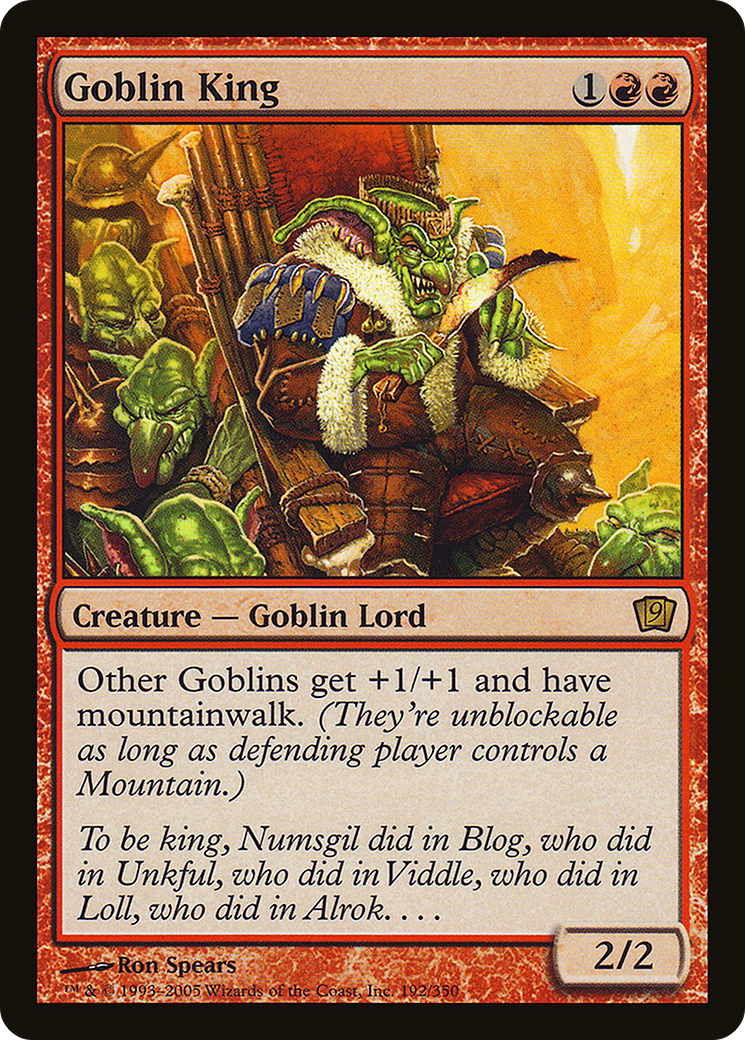 Goblin King
1
Creature — Goblin Lord
9
Other Goblins get +1/+1 and have
mountainwalk. (They're unblockable
as long as defending player controls a
Mountain.)
To be king, Numsgil did in Blog, who did
in Unkful, who did in Viddle, who did in
Loll, who did in Alrok. . . .
2/2
Ron Spears
™ & © 1993–2005 Wizards of the Coast, Inc. 192/350